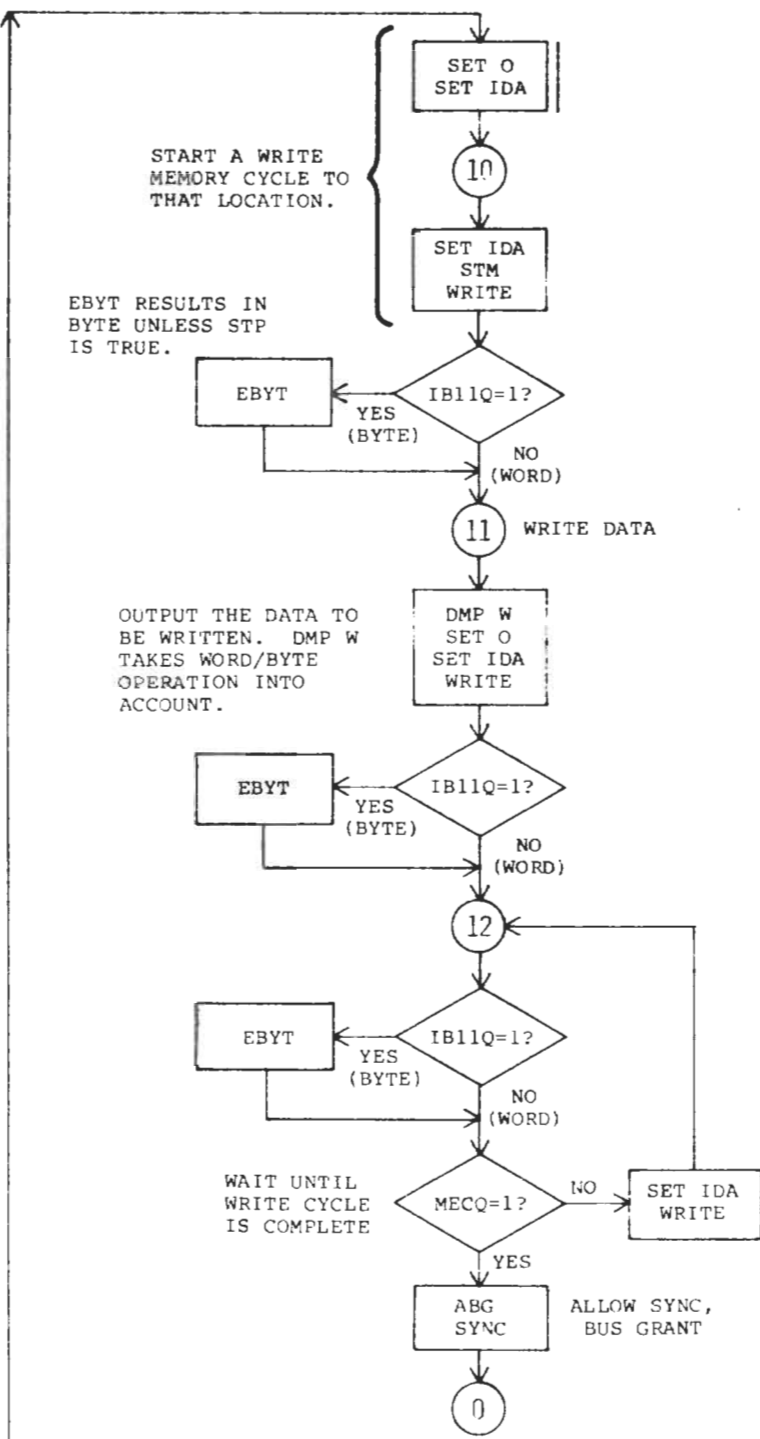 SET O
SET IDA
START A WRITE
MEMORY CYCLE TO
THAT LOCATION.
10
SET IDA
STM
WRITE
EBYT RESULTS IN
BYTE UNLESS STP
IS TRUE.
EBYT
YES
(BYTE)
IB11Q=1?
NO
(WORD)
11
WRITE DATA
OUTPUT THE DATA TO
BE WRITTEN. DMP W
TAKES WORD/BYTE
OPERATION INTO
ACCOUNT.
DMP W
SET O
SET IDA
WRITE
EBYT
YES
(BYTE)
IB11Q=1?
NO
(WORD)
12
EBYT
YES
(BYTE)
IB11Q=1?
NO
(WORD)
WAIT UNTIL
WRITE CYCLE
IS COMPLETE
MECQ=1?
NO
SET IDA
WRITE
YES
ABG
SYNC
ALLOW SYNC,
BUS GRANT
0